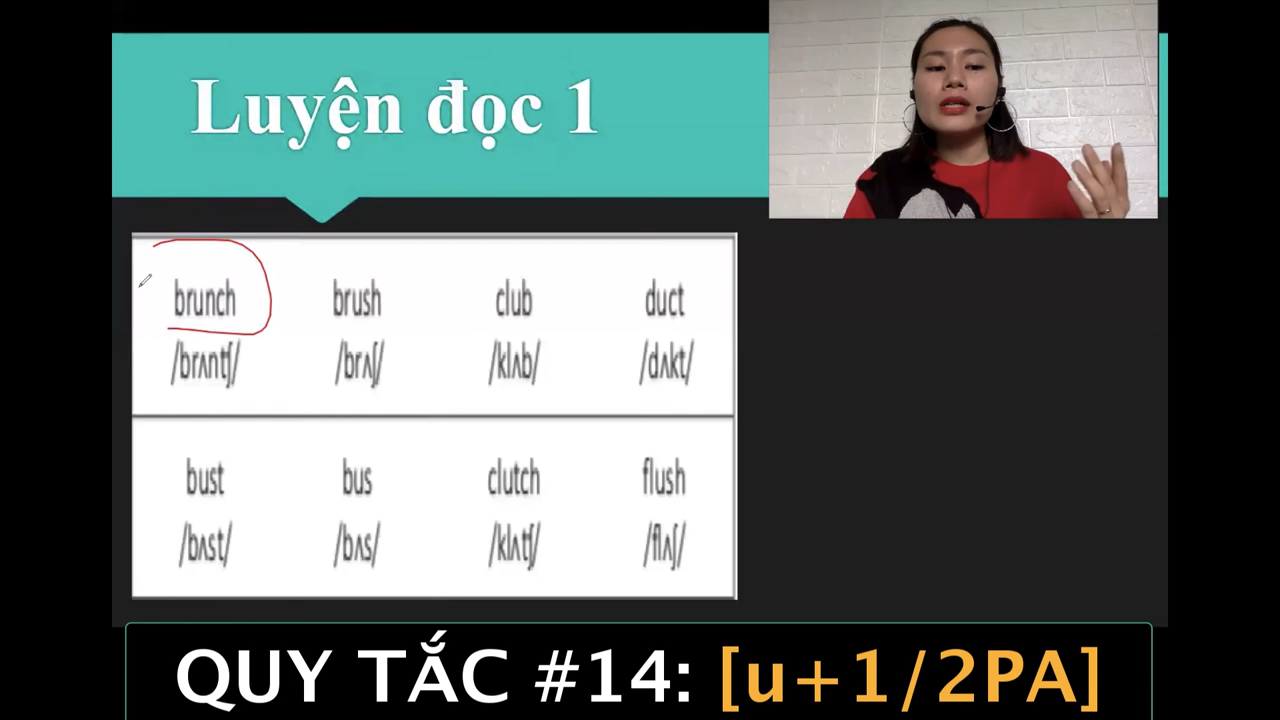 Luyện đọc 1
brunch brush club duct
/brʌntʃ/ /brʌʃ/ /klʌb/ /dʌkt/
bust bus clutch flush
/bʌst/ /bʌs/ /klʌtʃ/ /flʌʃ/
QUY TẮC #14: [u+1/2PA]